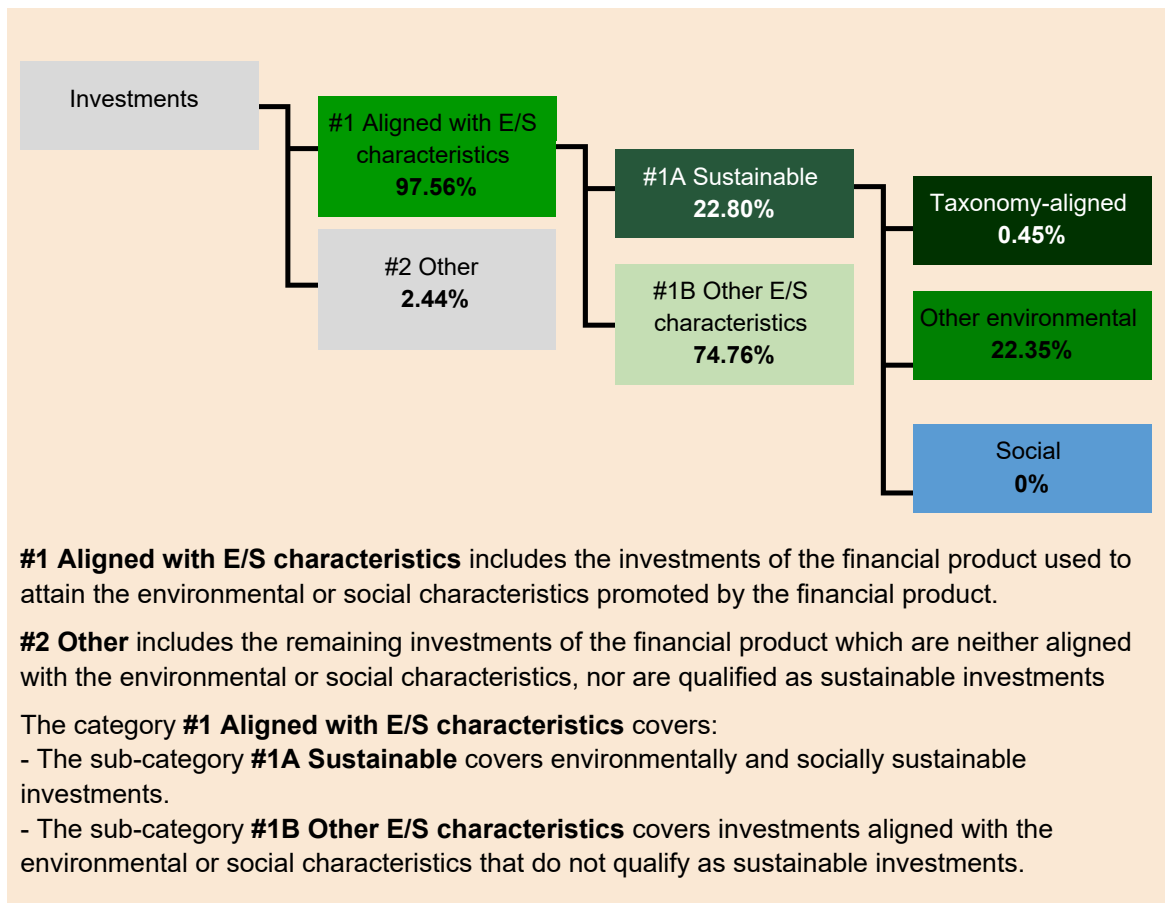 Investments
#1 Aligned with E/S
characteristics
97.56%
#2 Other
2.44%
#1A Sustainable
22.80%
#1B Other E/S
characteristics
74.76%
Taxonomy-aligned
0.45%
Other environmental
22.35%
Social
0%
#1 Aligned with E/S characteristics includes the investments of the financial product used to
attain the environmental or social characteristics promoted by the financial product.
#2 Other includes the remaining investments of the financial product which are neither aligned
with the environmental or social characteristics, nor are qualified as sustainable investments
The category #1 Aligned with E/S characteristics covers:
- The sub-category #1A Sustainable covers environmentally and socially sustainable
investments.
- The sub-category #1B Other E/S characteristics covers investments aligned with the
environmental or social characteristics that do not qualify as sustainable investments.